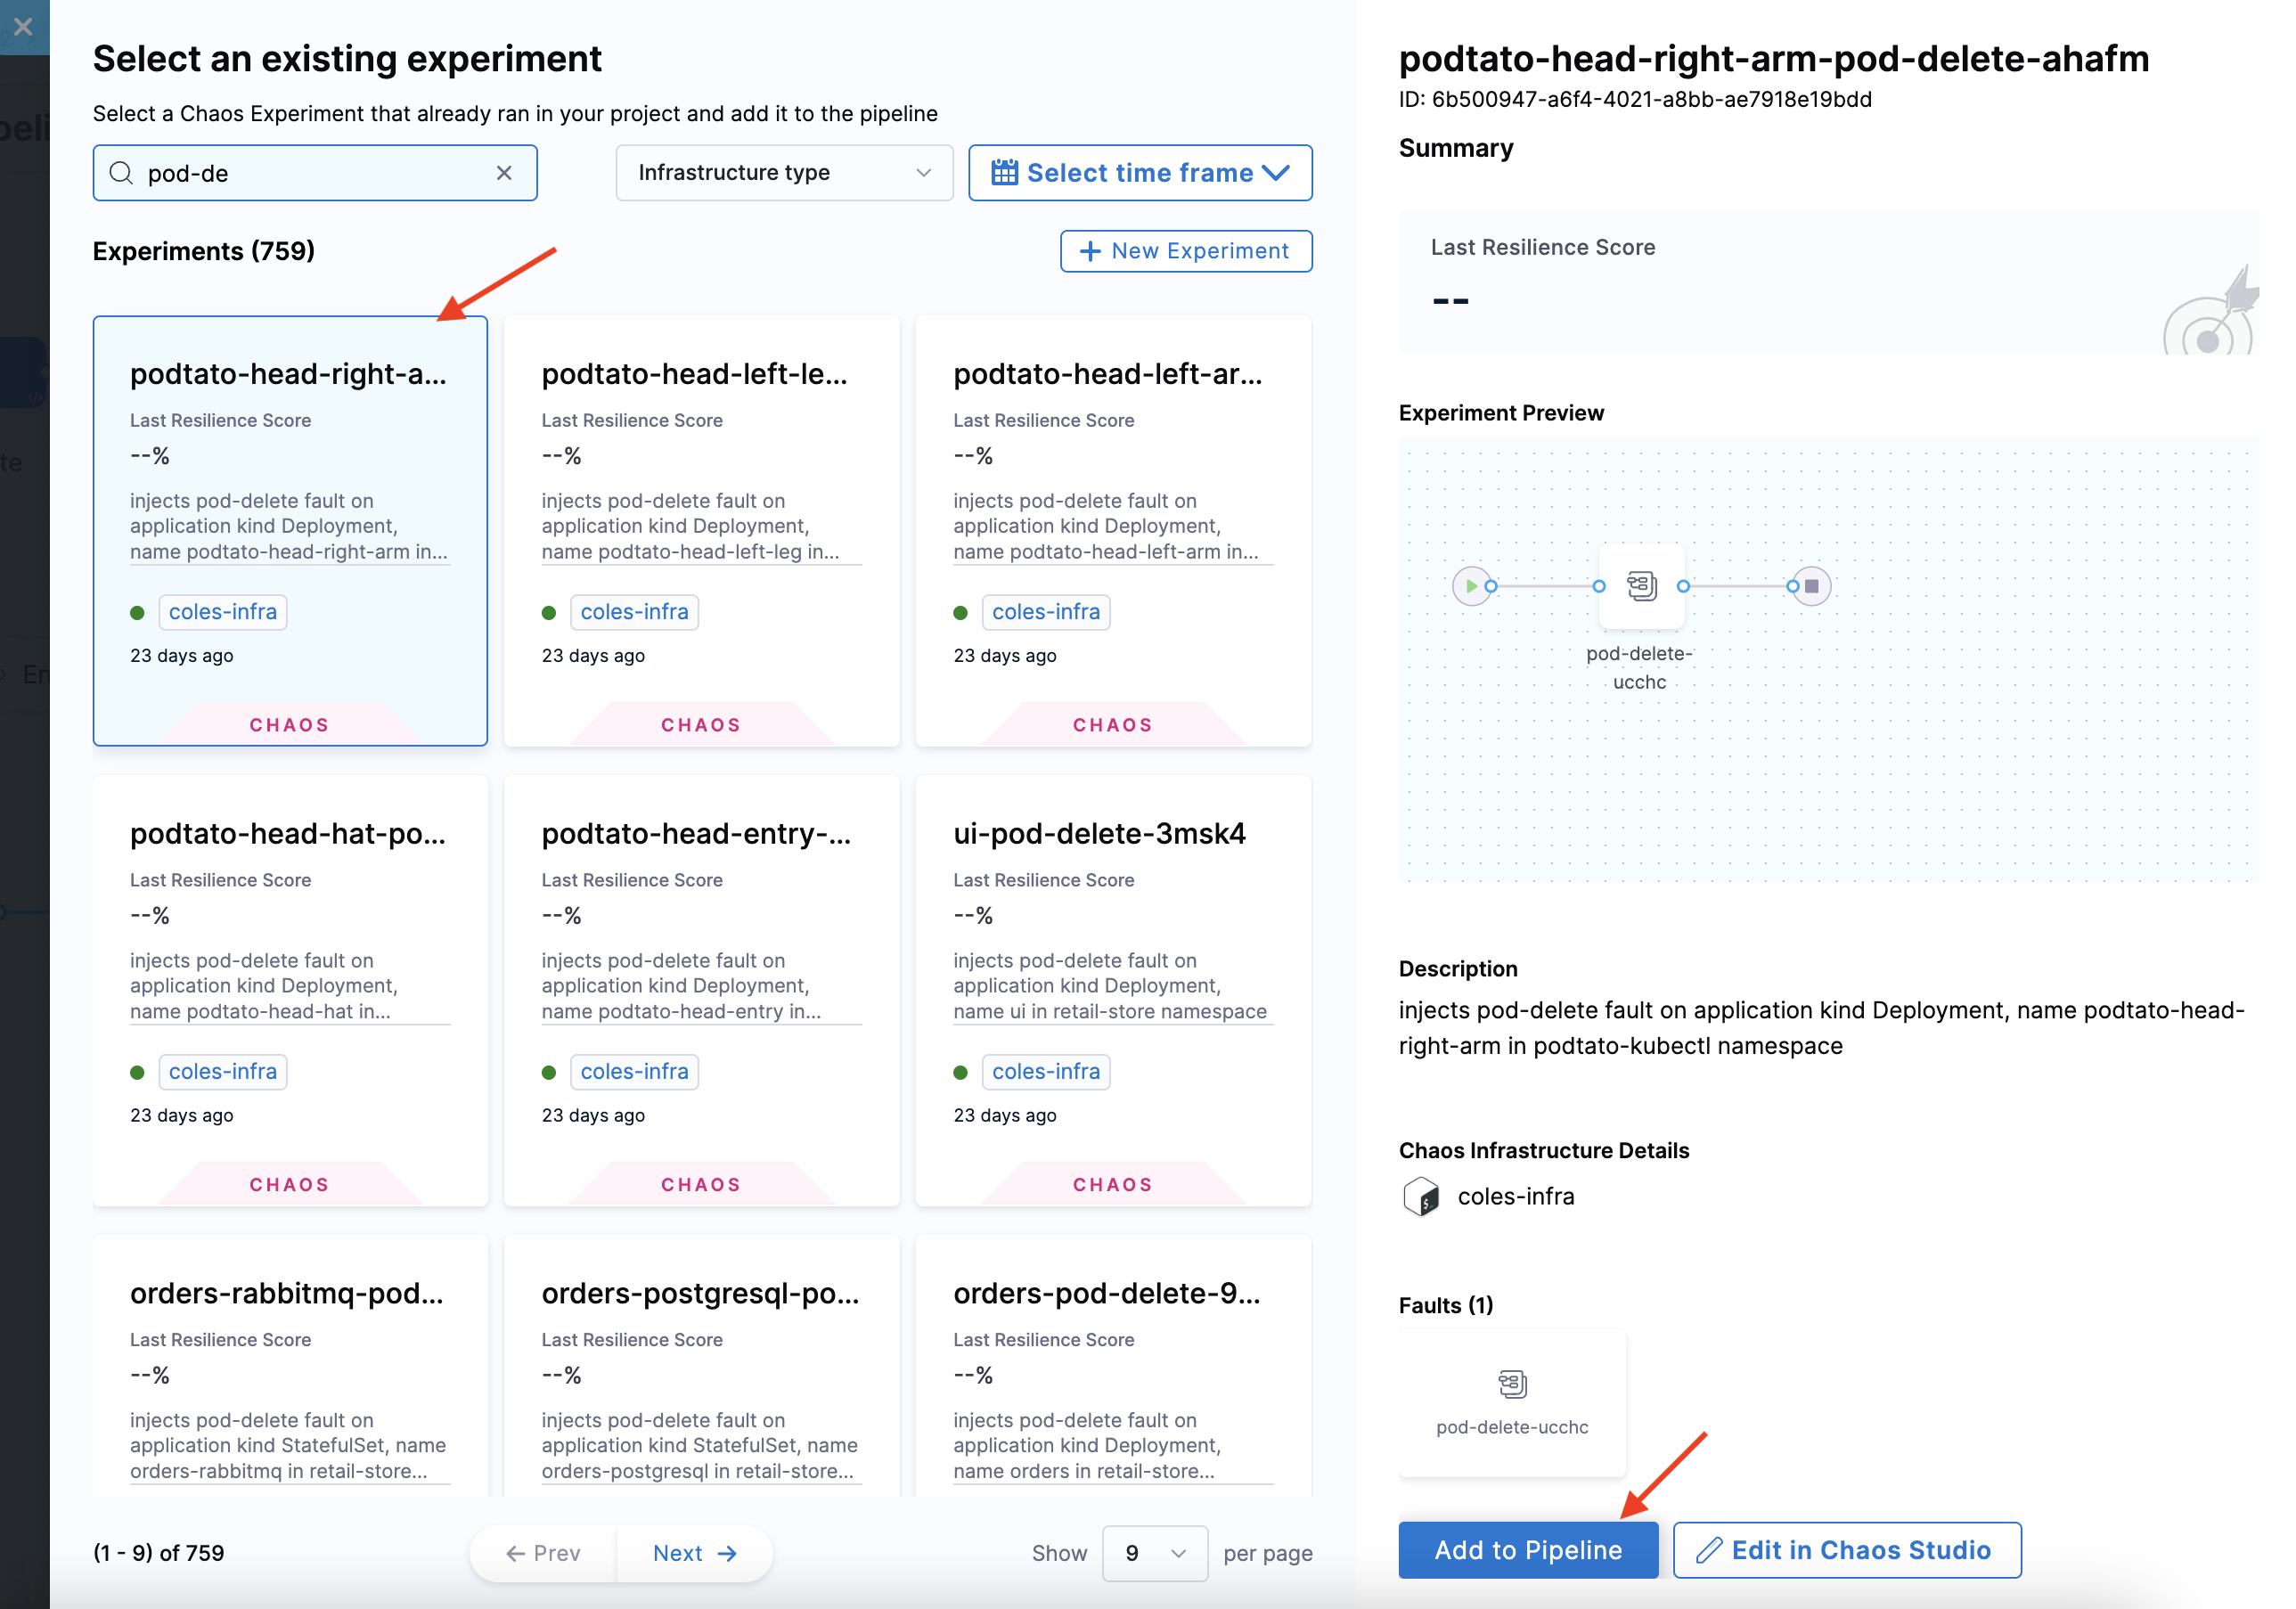 Select an existing experiment
Select a Chaos Experiment that already ran in your project and add it to the pipeline
pod-de
Infrastructure type
Select time frame
Experiments (759)
+ New Experiment
podtato-head-right-a...
Last Resilience Score
--%
injects pod-delete fault on
application kind Deployment,
name podtato-head-right-arm in...
coles-infra
23 days ago
CHAOS
podtato-head-left-le...
Last Resilience Score
--%
injects pod-delete fault on
application kind Deployment,
name podtato-head-left-leg in...
coles-infra
23 days ago
CHAOS
podtato-head-left-ar...
Last Resilience Score
--%
injects pod-delete fault on
application kind Deployment,
name podtato-head-left-arm in...
coles-infra
23 days ago
CHAOS
podtato-head-hat-po...
Last Resilience Score
--%
injects pod-delete fault on
application kind Deployment,
name podtato-head-hat in...
coles-infra
23 days ago
CHAOS
podtato-head-entry-...
Last Resilience Score
--%
injects pod-delete fault on
application kind Deployment,
name podtato-head-entry in...
coles-infra
23 days ago
CHAOS
ui-pod-delete-3msk4
Last Resilience Score
--%
injects pod-delete fault on
application kind Deployment,
name ui in retail-store namespace
coles-infra
23 days ago
CHAOS
orders-rabbitmq-pod...
Last Resilience Score
--%
injects pod-delete fault on
application kind StatefulSet, name
orders-rabbitmq in retail-store...
orders-postgresql-po...
Last Resilience Score
--%
injects pod-delete fault on
application kind StatefulSet, name
orders-postgresql in retail-store...
orders-pod-delete-9...
Last Resilience Score
--%
injects pod-delete fault on
application kind Deployment,
name orders in retail-store...
(1 - 9) of 759
← Prev
Next →
Show
9
per page
podtato-head-right-arm-pod-delete-ahafm
ID: 6b500947-a6f4-4021-a8bb-ae7918e19bdd
Summary
Last Resilience Score
--
Experiment Preview
pod-delete-
ucchc
Description
injects pod-delete fault on application kind Deployment, name podtato-head-
right-arm in podtato-kubectl namespace
Chaos Infrastructure Details
coles-infra
Faults (1)
pod-delete-ucchc
Add to Pipeline
Edit in Chaos Studio